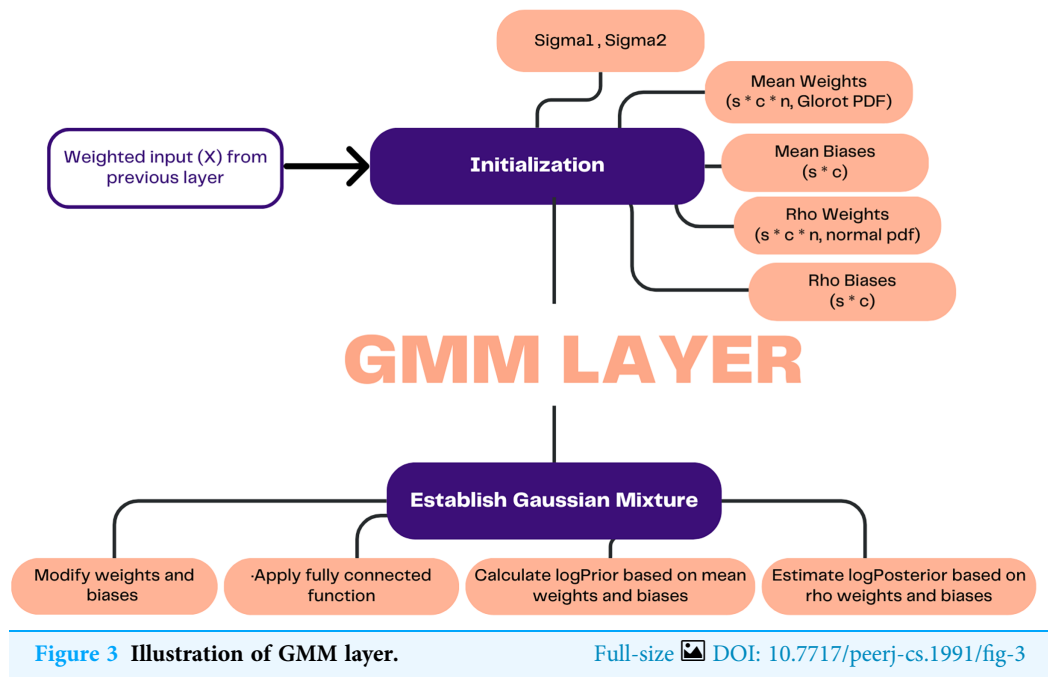 Sigma1 , Sigma2
Mean Weights
(s * c * n, Glorot PDF)
Weighted input (X) from
previous layer
Initialization
Mean Biases
(s * c)
Rho Weights
(s * c * n, normal pdf)
Rho Biases
(s * c)
GMM LAYER
Establish Gaussian Mixture
Modify weights and
biases
·Apply fully connected
function
Calculate logPrior based on mean
weights and biases
Estimate logPosterior based on
rho weights and biases
Figure 3 Illustration of GMM layer.
Full-size DOI: 10.7717/peerj-cs.1991/fig-3